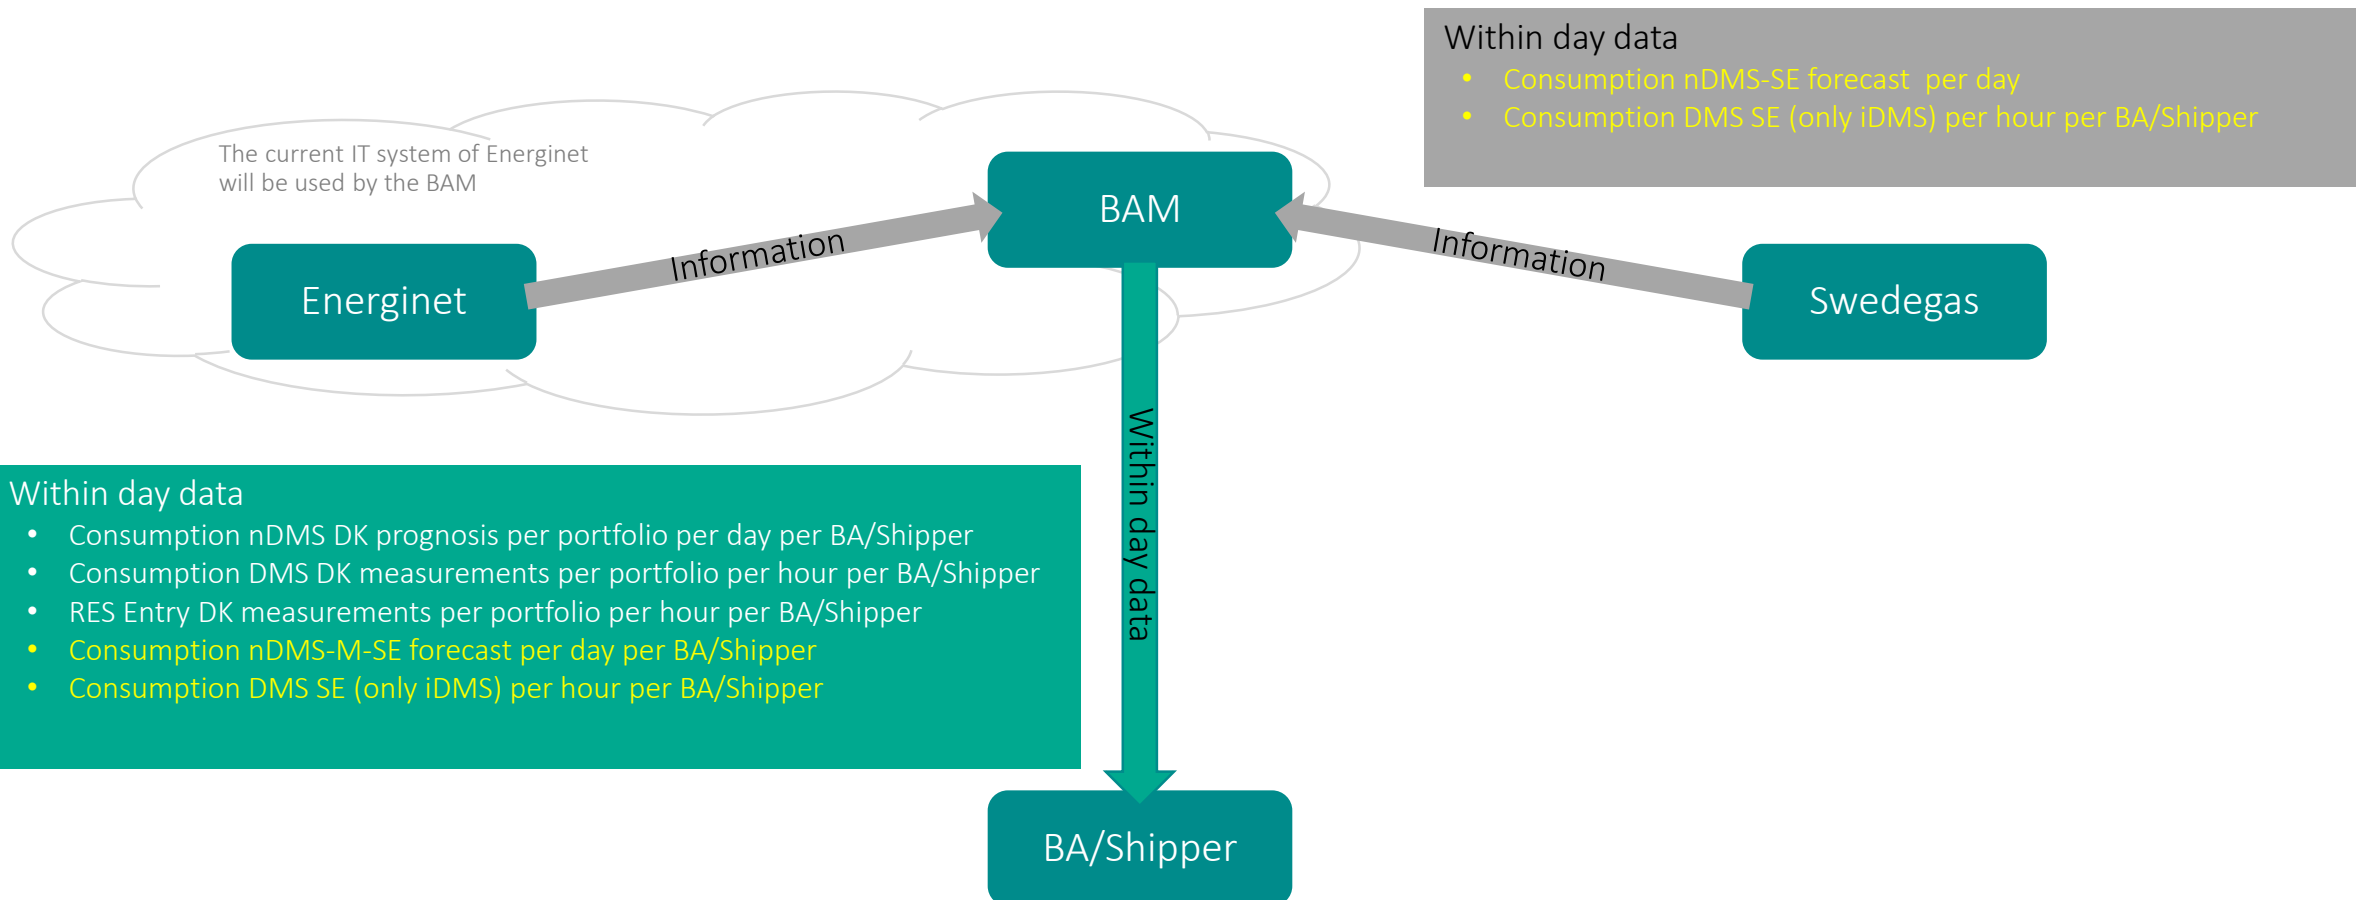 Within day data
• Consumption nDMS-SE forecast per day
• Consumption DMS SE (only iDMS) per hour per BA/Shipper
The current IT system of Energinet
will be used by the BAM
BAM
Information
Information
Energinet
Swedegas
Within day data
Within day data
• Consumption nDMS DK prognosis per portfolio per day per BA/Shipper
• Consumption DMS DK measurements per portfolio per hour per BA/Shipper
• RES Entry DK measurements per portfolio per hour per BA/Shipper
• Consumption nDMS-M-SE forecast per day per BA/Shipper
• Consumption DMS SE (only iDMS) per hour per BA/Shipper
BA/Shipper